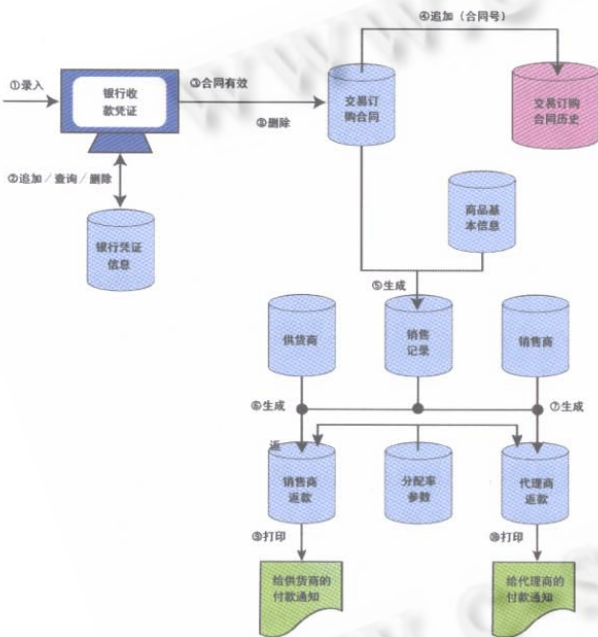 ④追加（合同号）
①录入
银行收
款凭证
③合同有效
⑧删除
交易订
购合同
交易订购
合同历史
②追加／查询／删除
银行凭证
信息
商品基
本信息
⑤生成
供货商
销售
记录
销售商
⑥生成
⑦生成
返
销售商
返款
分配率
参数
代理商
返款
⑨打印
⑩打印
给供货商的
付款通知
给代理商的
付款通知